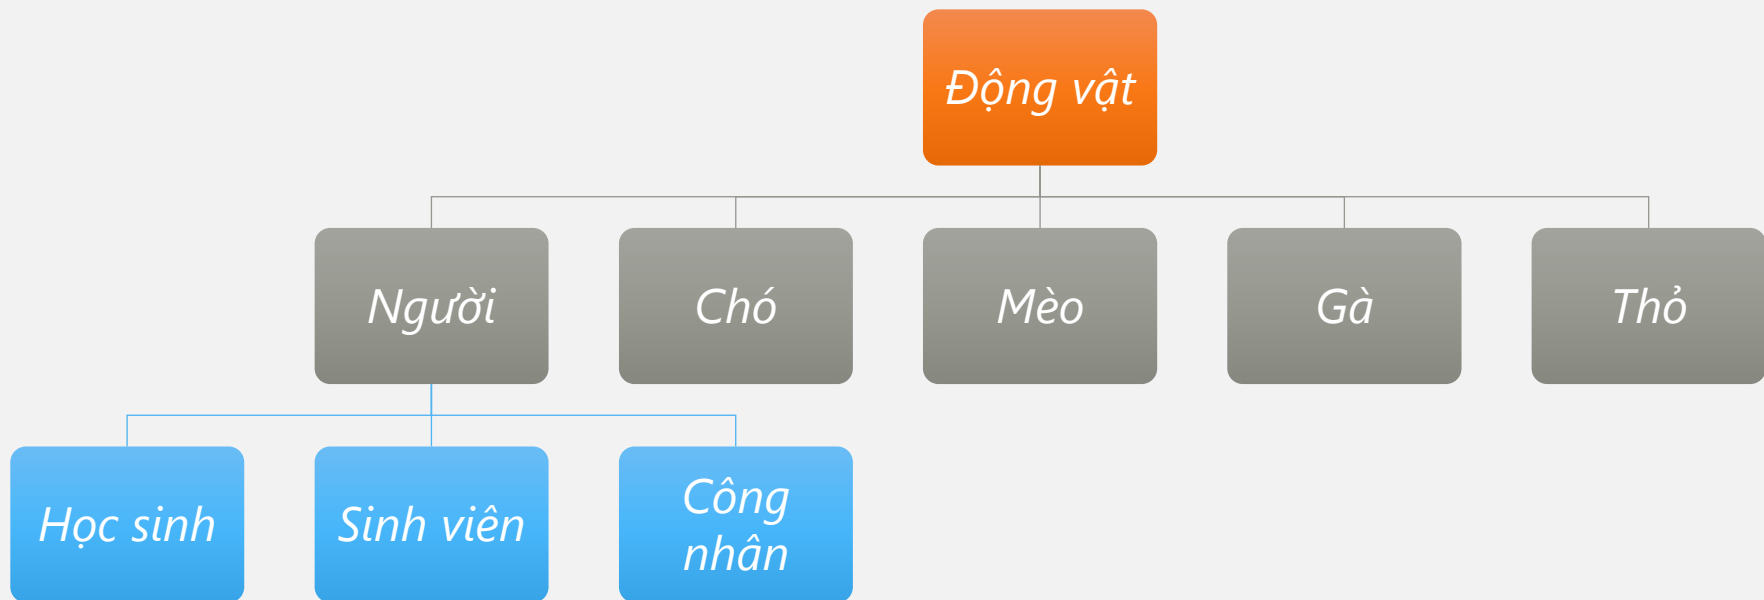 Động vật
Người
Chó
Mèo
Gà
Thỏ
Học sinh
Sinh viên
Công
nhân